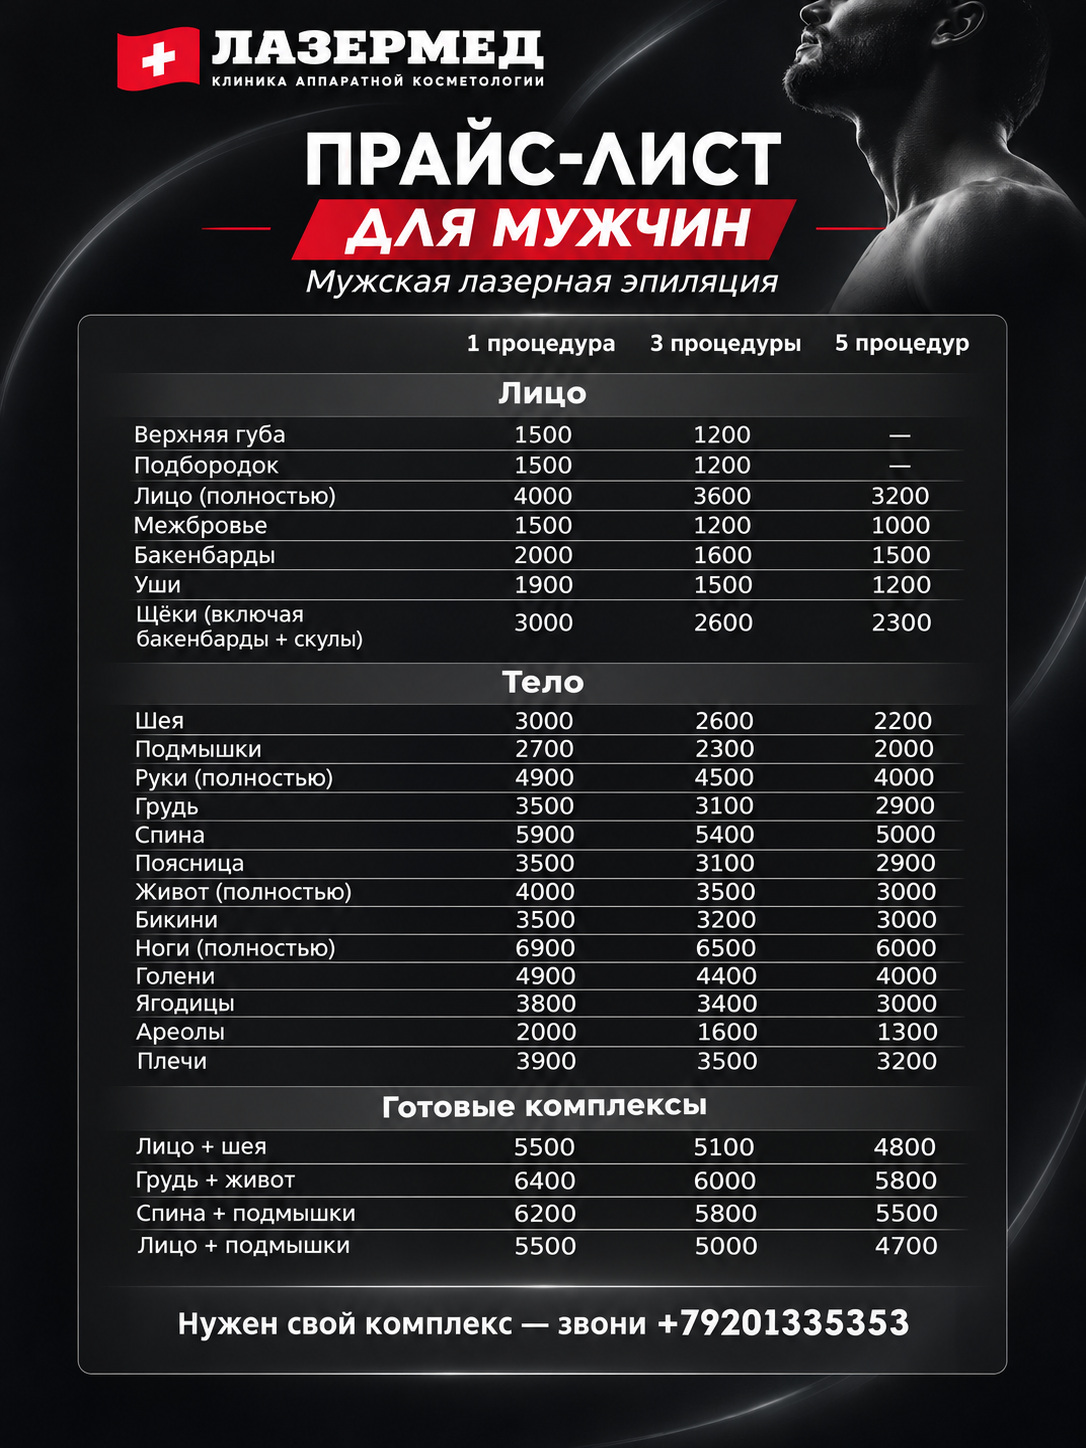 ЛАЗЕРМЕД
КЛИНИКА АППАРАТНОЙ КОСМЕТОЛОГИИ
ПРАЙС-ЛИСТ
ДЛЯ МУЖЧИН
Мужская лазерная эпиляция
1 процедура 3 процедуры 5 процедур
Лицо
Верхняя губа 1500 1200 —
Подбородок 1500 1200 —
Лицо (полностью) 4000 3600 3200
Межбровье 1500 1200 1000
Бакенбарды 2000 1600 1500
Уши 1900 1500 1200
Щёки (включая
бакенбарды + скулы) 3000 2600 2300
Тело
Шея 3000 2600 2200
Подмышки 2700 2300 2000
Руки (полностью) 4900 4500 4000
Грудь 3500 3100 2900
Спина 5900 5400 5000
Поясница 3500 3100 2900
Живот (полностью) 4000 3500 3000
Бикини 3500 3200 3000
Ноги (полностью) 6900 6500 6000
Голени 4900 4400 4000
Ягодицы 3800 3400 3000
Ареолы 2000 1600 1300
Плечи 3900 3500 3200
Готовые комплексы
Лицо + шея 5500 5100 4800
Грудь + живот 6400 6000 5800
Спина + подмышки 6200 5800 5500
Лицо + подмышки 5500 5000 4700
Нужен свой комплекс — звони +79201335353